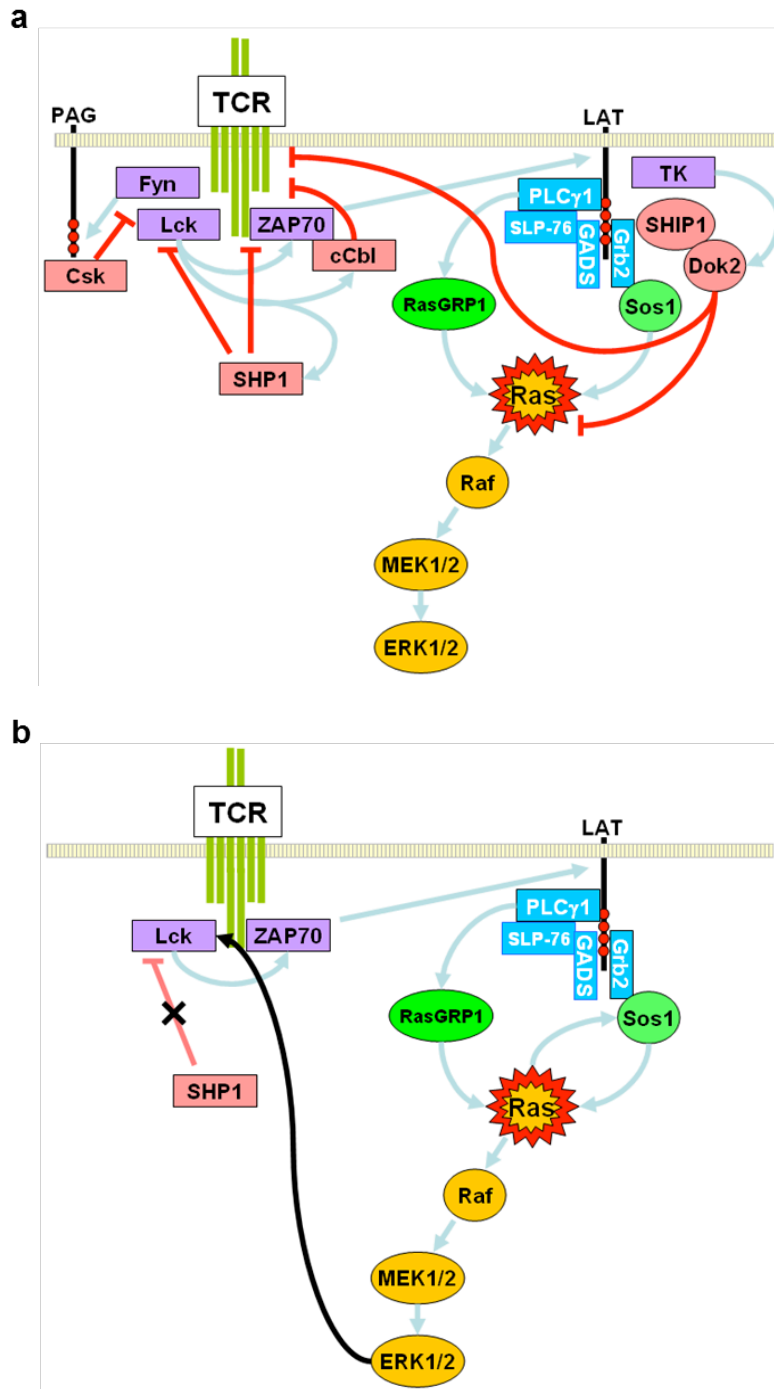 a
TCR
PAG
LAT
Fyn
TK
PLCγ1
Lck
ZAP70
SLP-76
GADS
Grb2
SHIP1
cCbl
Csk
Dok2
RasGRP1
Sos1
SHP1
Ras
Raf
MEK1/2
ERK1/2
b
TCR
LAT
PLCγ1
Lck
ZAP70
SLP-76
GADS
Grb2
RasGRP1
Sos1
SHP1
Ras
Raf
MEK1/2
ERK1/2